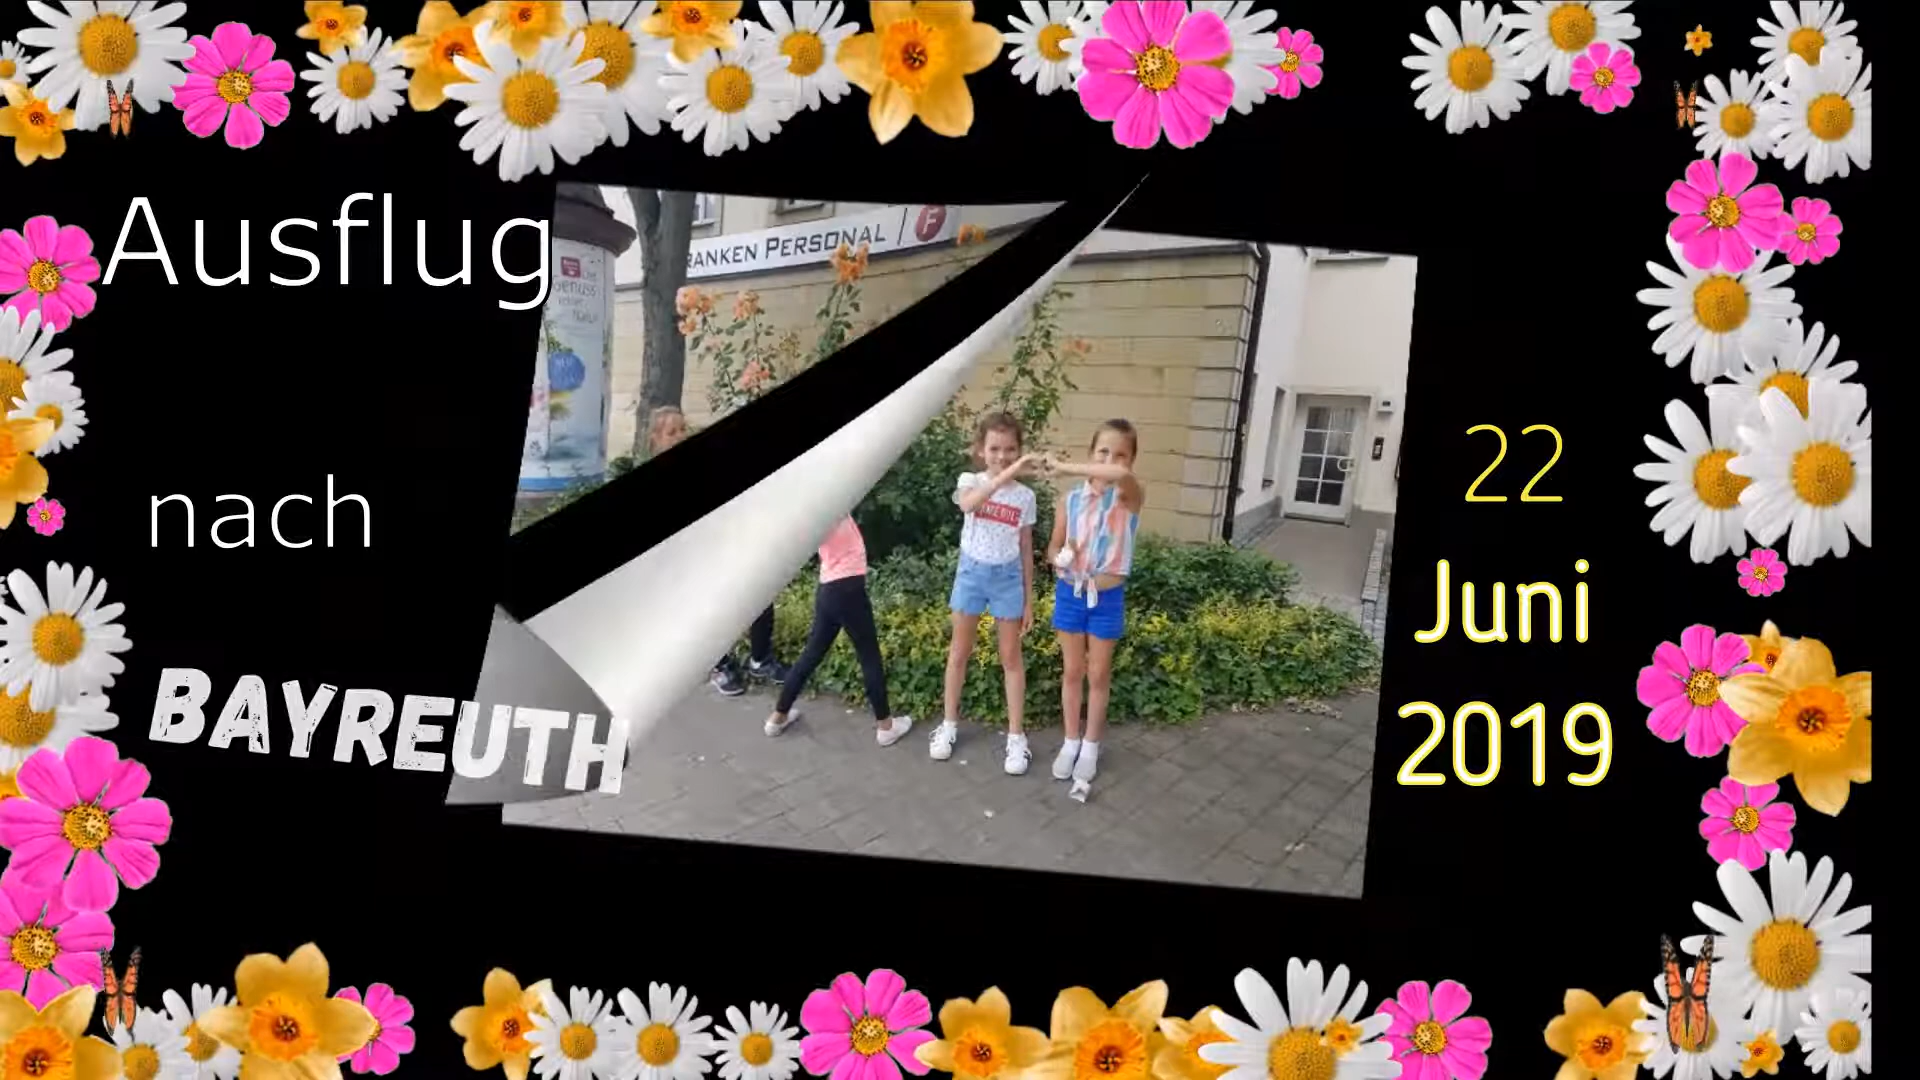 Ausflug
nach
BAYREUTH
22
Juni
2019
RANKEN PERSONAL | F